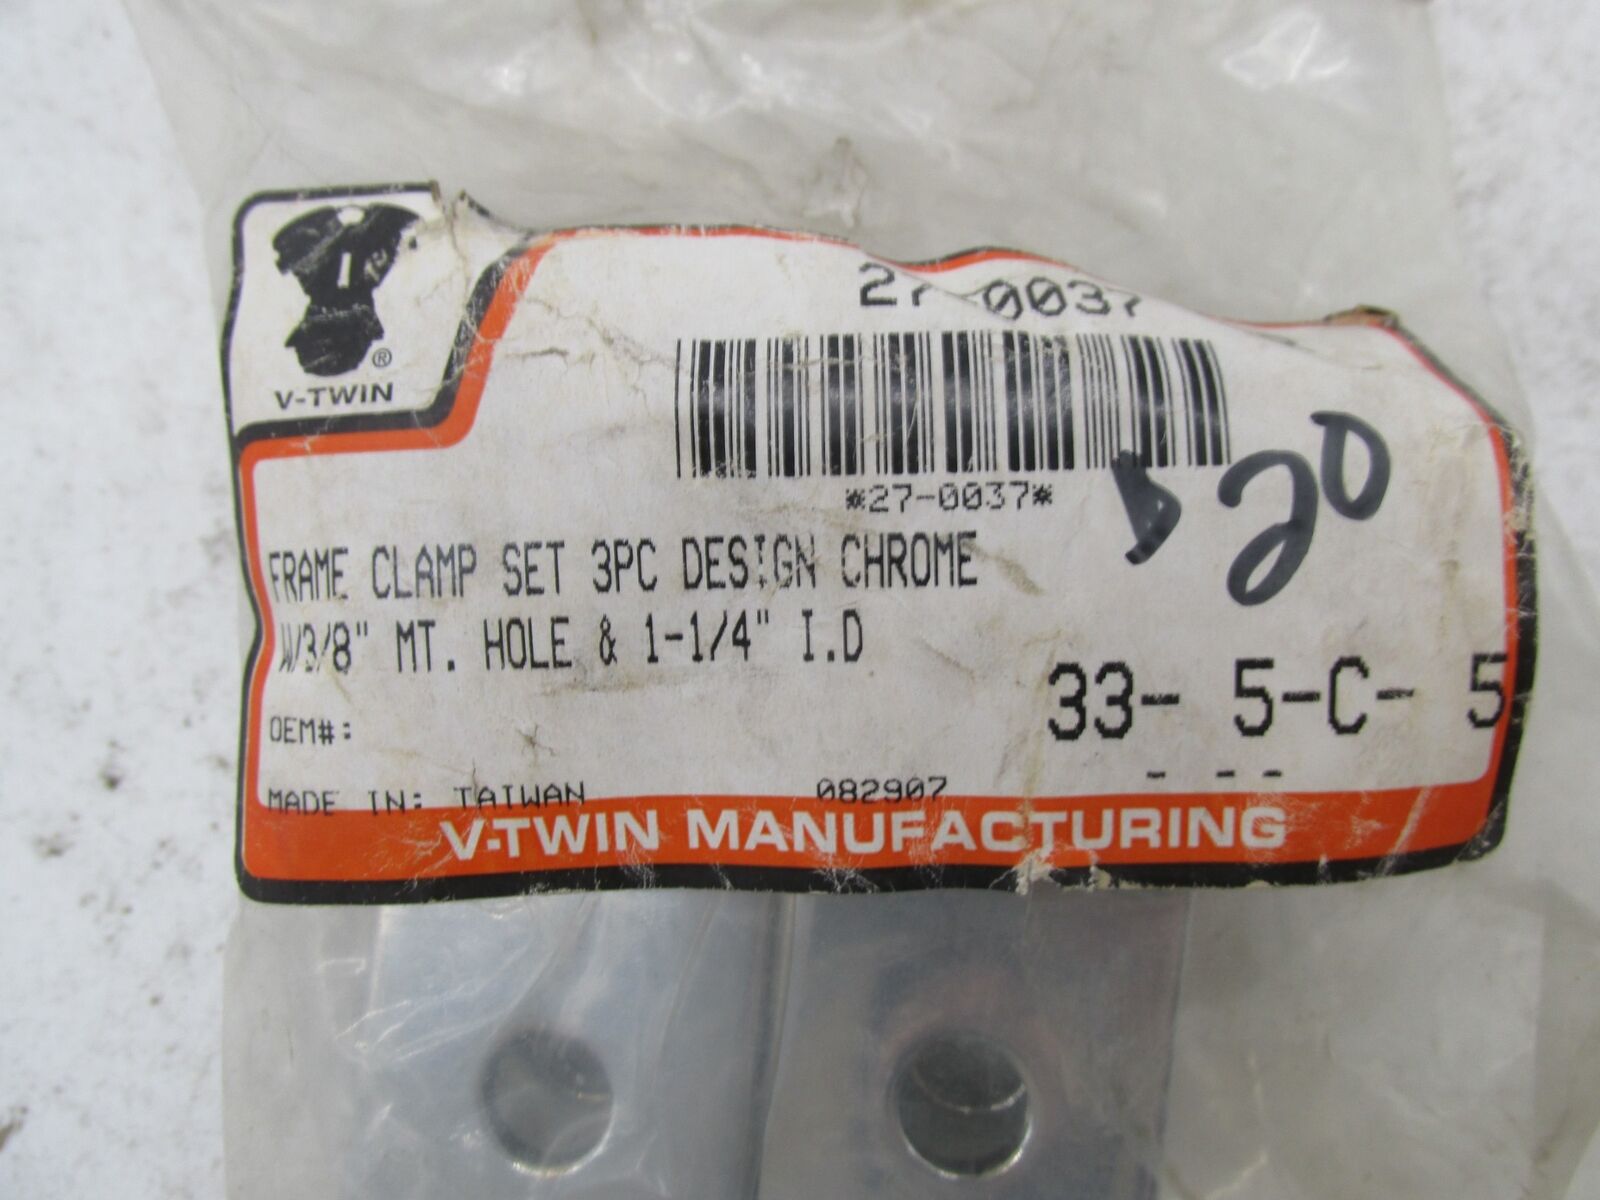 V-TWIN
®
27-0037
*27-0037*
$20
FRAME CLAMP SET 3PC DESIGN CHROME
W/3/8" MT. HOLE & 1-1/4" I.D
33- 5-C- 5
OEM#:
- - -
MADE IN: TAIWAN 082907
V-TWIN MANUFACTURING